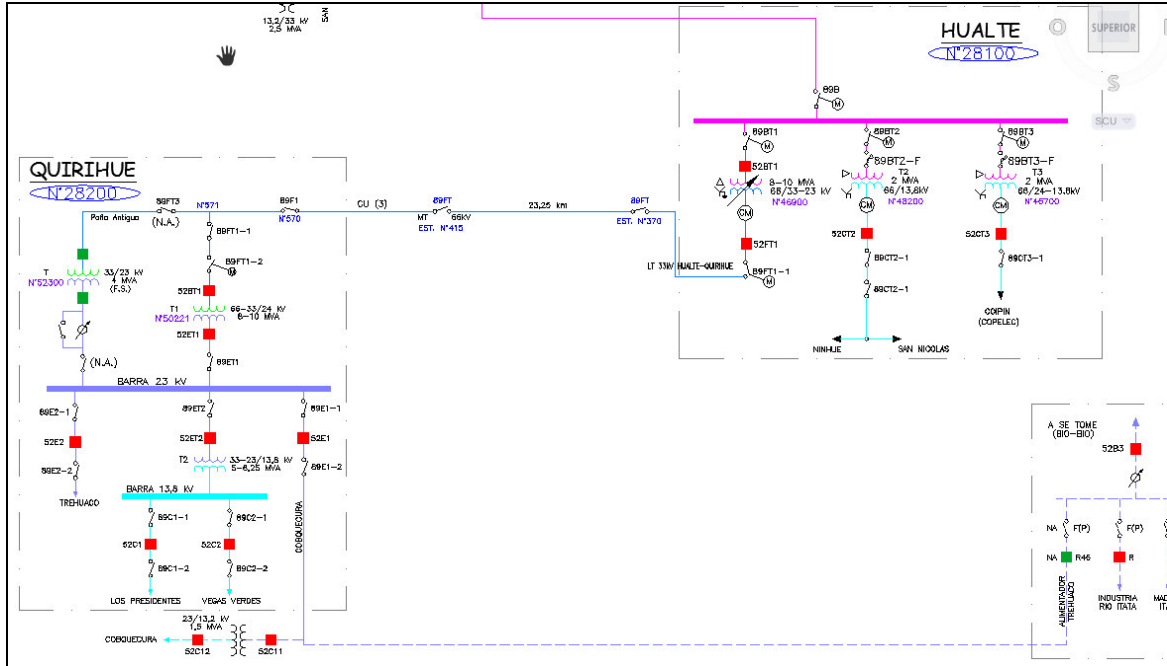 13,2/33 kV
2,5 MVA
SAN
HUALTE
N°28100
SUPERIOR
S
SCU
89B
M
89BT1
M
89BT2
M
89BT3
M
52BT1
89BT2-F
89BT3-F
8-10 MVA
68/33-23 kV
N°46900
T2
2 MVA
66/13,8kV
N°48200
T3
2 MVA
68/24-13,8kV
N°46700
CM
CM
CM
52FT1
52CT2
52CT3
LT 33kV HUALTE-QUIRIHUE
89FT1-1
M
89CT2-1
89CT2-1
89CT3-1
COIPIN
(COPELEC)
NINHUE
SAN NICOLAS
QUIRIHUE
N°28200
Paño Antiguo
89FT3
(N.A.)
N°571
89F1
N°570
CU (3)
89FT
MT
66kV
EST. N°415
23,25 km
89FT
EST. N°370
89FT1-1
89FT1-2
M
52BT1
T
N°52300
33/23 kV
4 MVA
(F.S.)
T1
N°50221
66-33/24 kV
8-10 MVA
52ET1
89ET1
(N.A.)
BARRA 23 kV
89E2-1
89ET2
89E1-1
52E2
52ET2
52E1
89E2-2
T2
33-23/13,8 kV
5-6,25 MVA
89E1-2
TREHUACO
BARRA 13,8 kV
89C1-1
89C2-1
52C1
52C2
89C1-2
89C2-2
LOS PRESIDENTES
VEGAS VERDES
COBQUECURA
23/13,2 kV
1,5 MVA
COBQUECURA
52C12
52C11
A SE TOME
(BIO-BIO)
52B3
NA
F(P)
F(P)
NA
R46
R
ALIMENTADOR
TREHUACO
INDUSTRIA
RIO ITATA